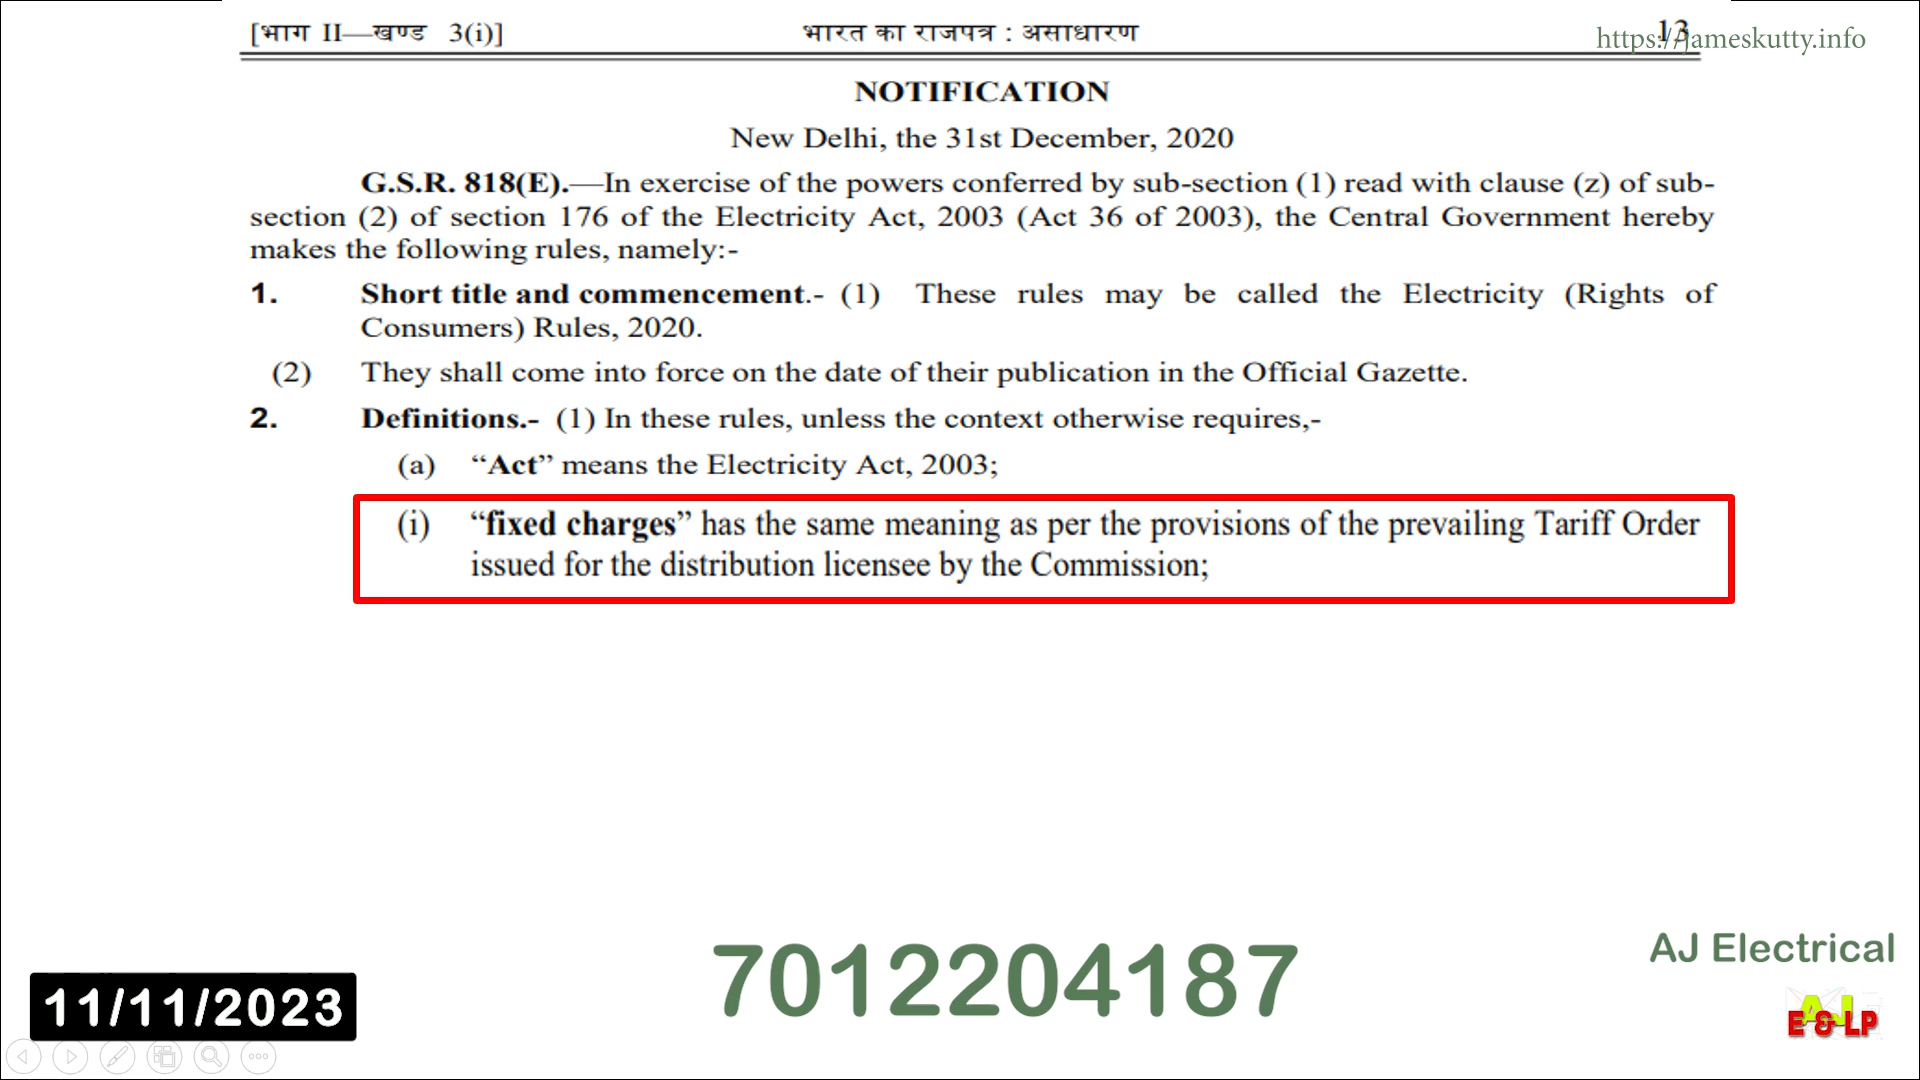 [भाग II—खण्ड 3(i)] भारत का राजपत्र : असाधारण 13
https://jameskutty.info
NOTIFICATION
New Delhi, the 31st December, 2020
G.S.R. 818(E).—In exercise of the powers conferred by sub-section (1) read with clause (z) of sub-
section (2) of section 176 of the Electricity Act, 2003 (Act 36 of 2003), the Central Government hereby
makes the following rules, namely:-
1. Short title and commencement.- (1) These rules may be called the Electricity (Rights of
Consumers) Rules, 2020.
(2) They shall come into force on the date of their publication in the Official Gazette.
2. Definitions.- (1) In these rules, unless the context otherwise requires,-
(a) “Act” means the Electricity Act, 2003;
(i) “fixed charges” has the same meaning as per the provisions of the prevailing Tariff Order
issued for the distribution licensee by the Commission;
7012204187
AJ Electrical
11/11/2023
AJ
E & LP